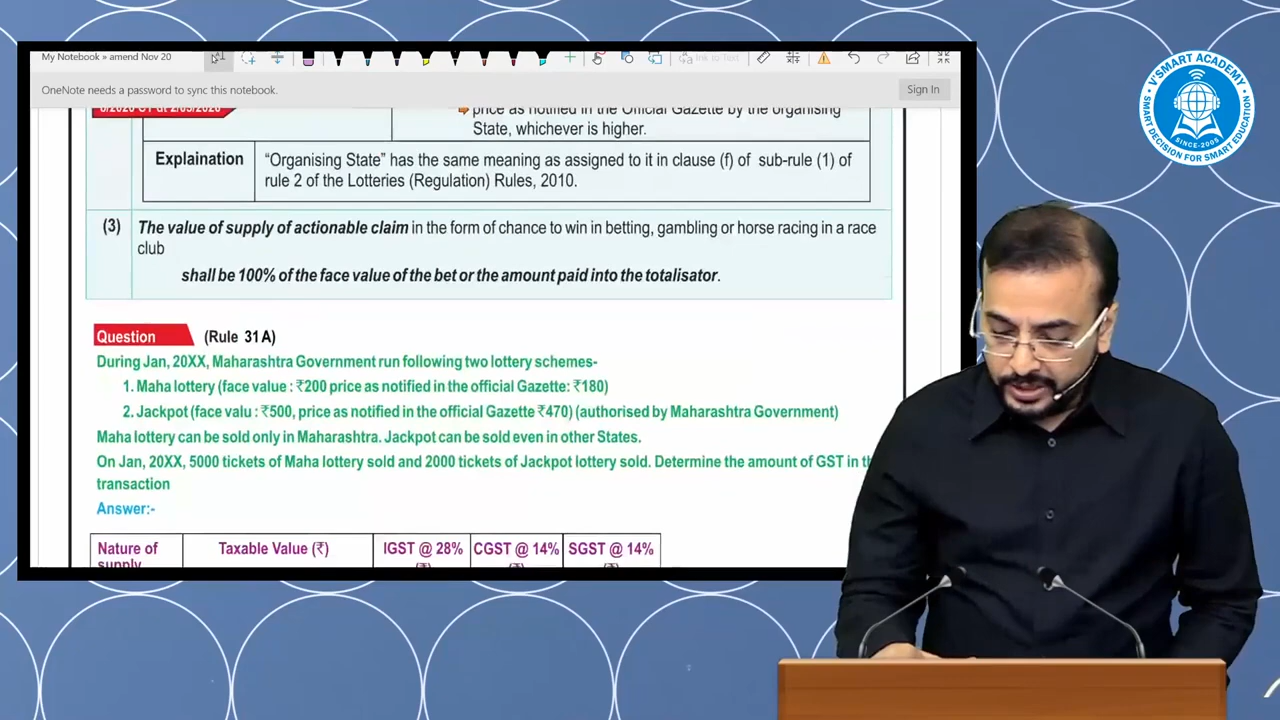 My Notebook » amend Nov 20
Ink to Text
OneNote needs a password to sync this notebook.
Sign In
price as notified in the Official Gazette by the organising
State, whichever is higher.
Explaination
"Organising State" has the same meaning as assigned to it in clause (f) of sub-rule (1) of
rule 2 of the Lotteries (Regulation) Rules, 2010.
(3)
The value of supply of actionable claim in the form of chance to win in betting, gambling or horse racing in a race
club
shall be 100% of the face value of the bet or the amount paid into the totalisator.
Question (Rule 31A)
During Jan, 20XX, Maharashtra Government run following two lottery schemes-
1. Maha lottery (face value : ₹200 price as notified in the official Gazette: ₹180)
2. Jackpot (face valu : ₹500, price as notified in the official Gazette ₹470) (authorised by Maharashtra Government)
Maha lottery can be sold only in Maharashtra. Jackpot can be sold even in other States.
On Jan, 20XX, 5000 tickets of Maha lottery sold and 2000 tickets of Jackpot lottery sold. Determine the amount of GST in
transaction
Answer:-
Nature of supply
Taxable Value (₹)
IGST @ 28% (₹)
CGST @ 14% (₹)
SGST @ 14% (₹)
V'SMART ACADEMY
SINCE-2005
SMART DECISION FOR SMART EDUCATION